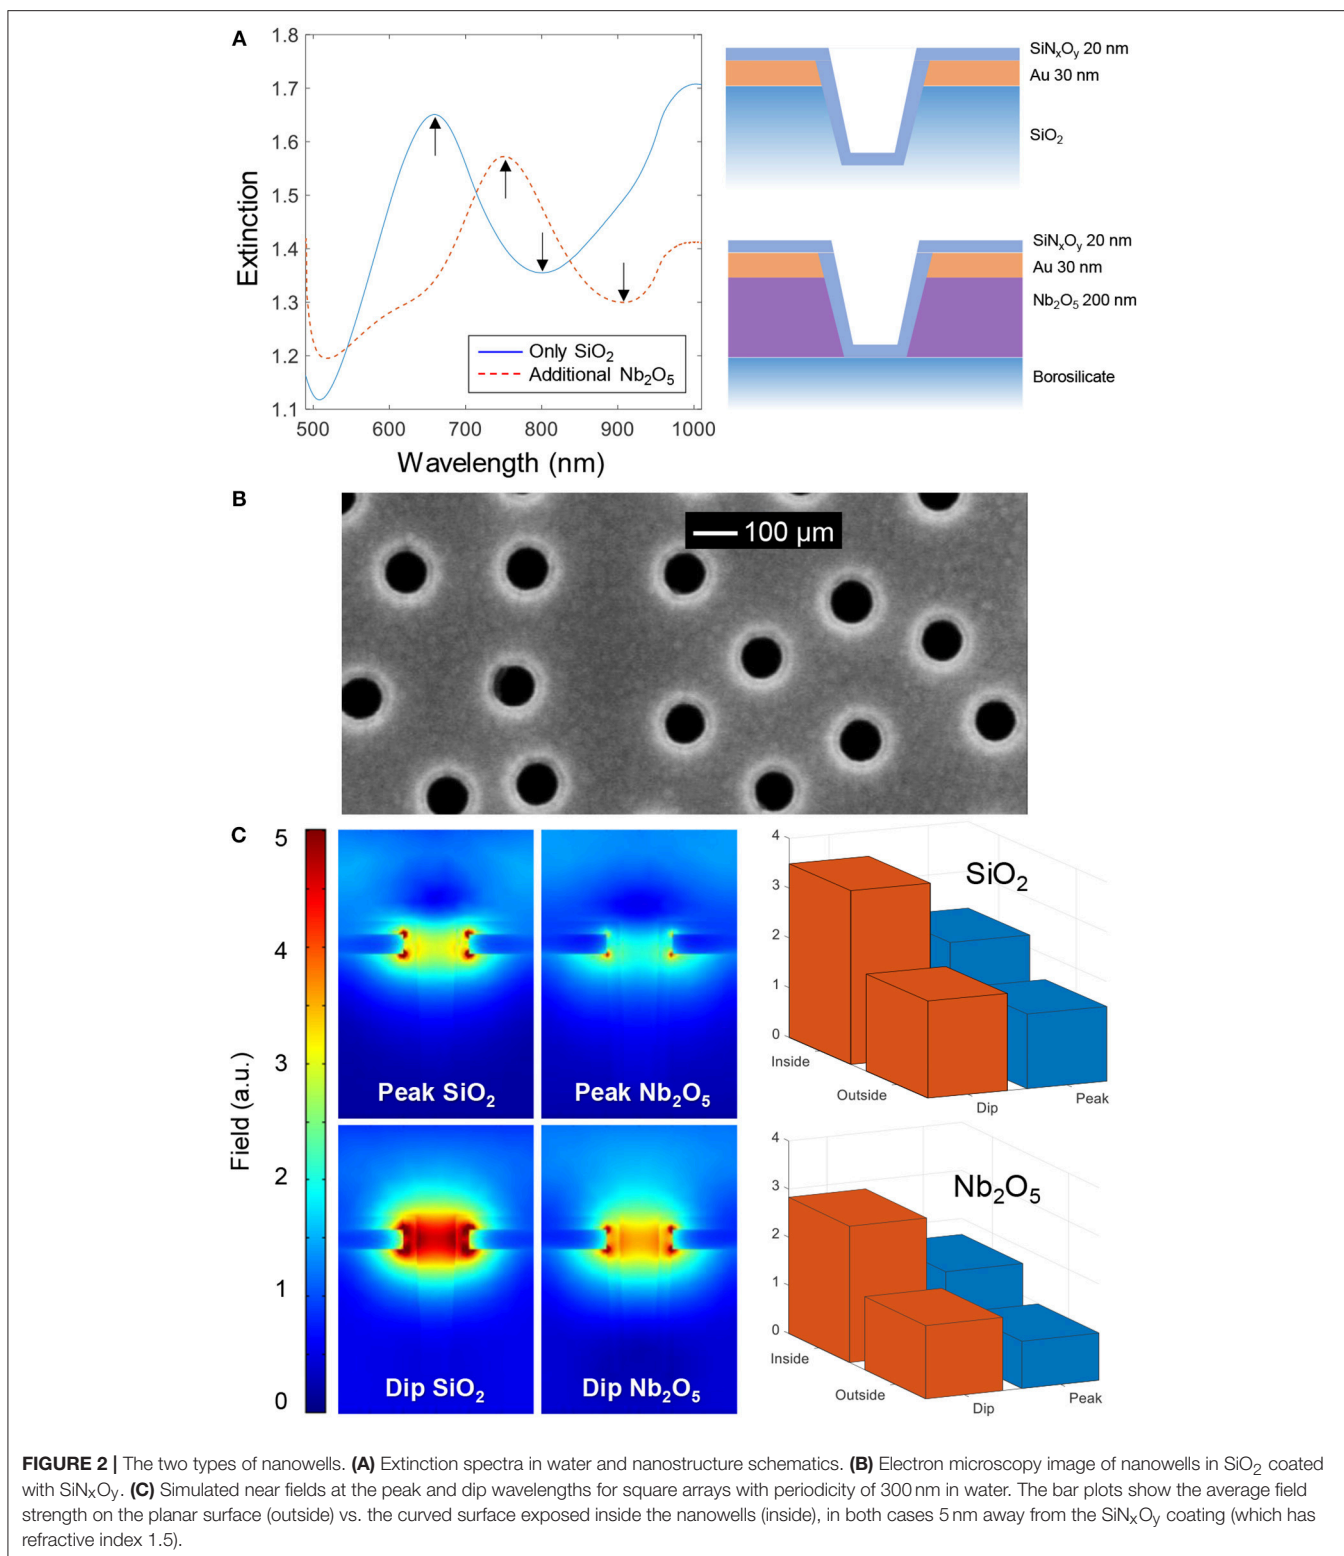 A
1.8
1.7
1.6
1.5
1.4
1.3
1.2
1.1
Extinction
500 600 700 800 900 1000
Wavelength (nm)
Only SiO₂
Additional Nb₂O₅
SiNₓOᵧ 20 nm
Au 30 nm
SiO₂
SiNₓOᵧ 20 nm
Au 30 nm
Nb₂O₅ 200 nm
Borosilicate
B
100 µm
C
5
4
3
2
1
0
Field (a.u.)
Peak SiO₂
Peak Nb₂O₅
Dip SiO₂
Dip Nb₂O₅
SiO₂
4
3
2
1
0
Inside
Outside
Dip
Peak
Nb₂O₅
4
3
2
1
0
Inside
Outside
Dip
Peak
FIGURE 2 | The two types of nanowells. (A) Extinction spectra in water and nanostructure schematics. (B) Electron microscopy image of nanowells in SiO₂ coated
with SiNₓOᵧ. (C) Simulated near fields at the peak and dip wavelengths for square arrays with periodicity of 300 nm in water. The bar plots show the average field
strength on the planar surface (outside) vs. the curved surface exposed inside the nanowells (inside), in both cases 5 nm away from the SiNₓOᵧ coating (which has
refractive index 1.5).